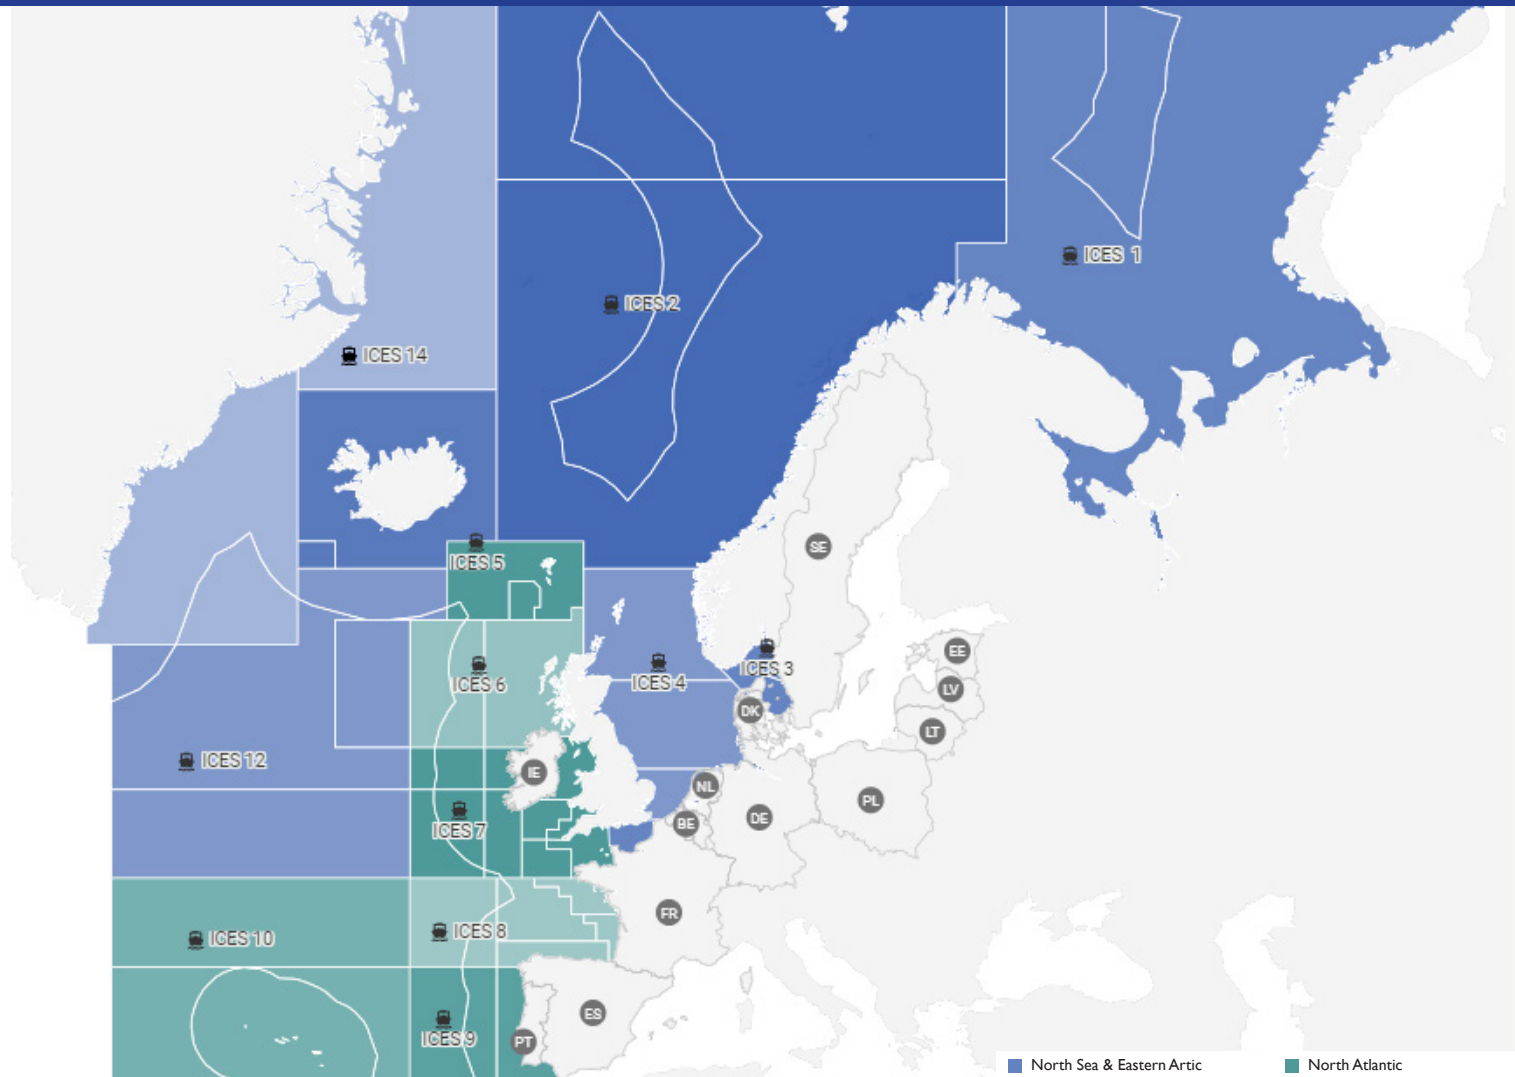 ICES 1
ICES 2
ICES 14
SE
ICES 5
EE
ICES 3
ICES 6
ICES 4
LV
DK
LT
ICES 12
IE
NL
PL
ICES 7
BE
DE
FR
ICES 8
ICES 10
ES
ICES 9
PT
North Sea & Eastern Artic
North Atlantic